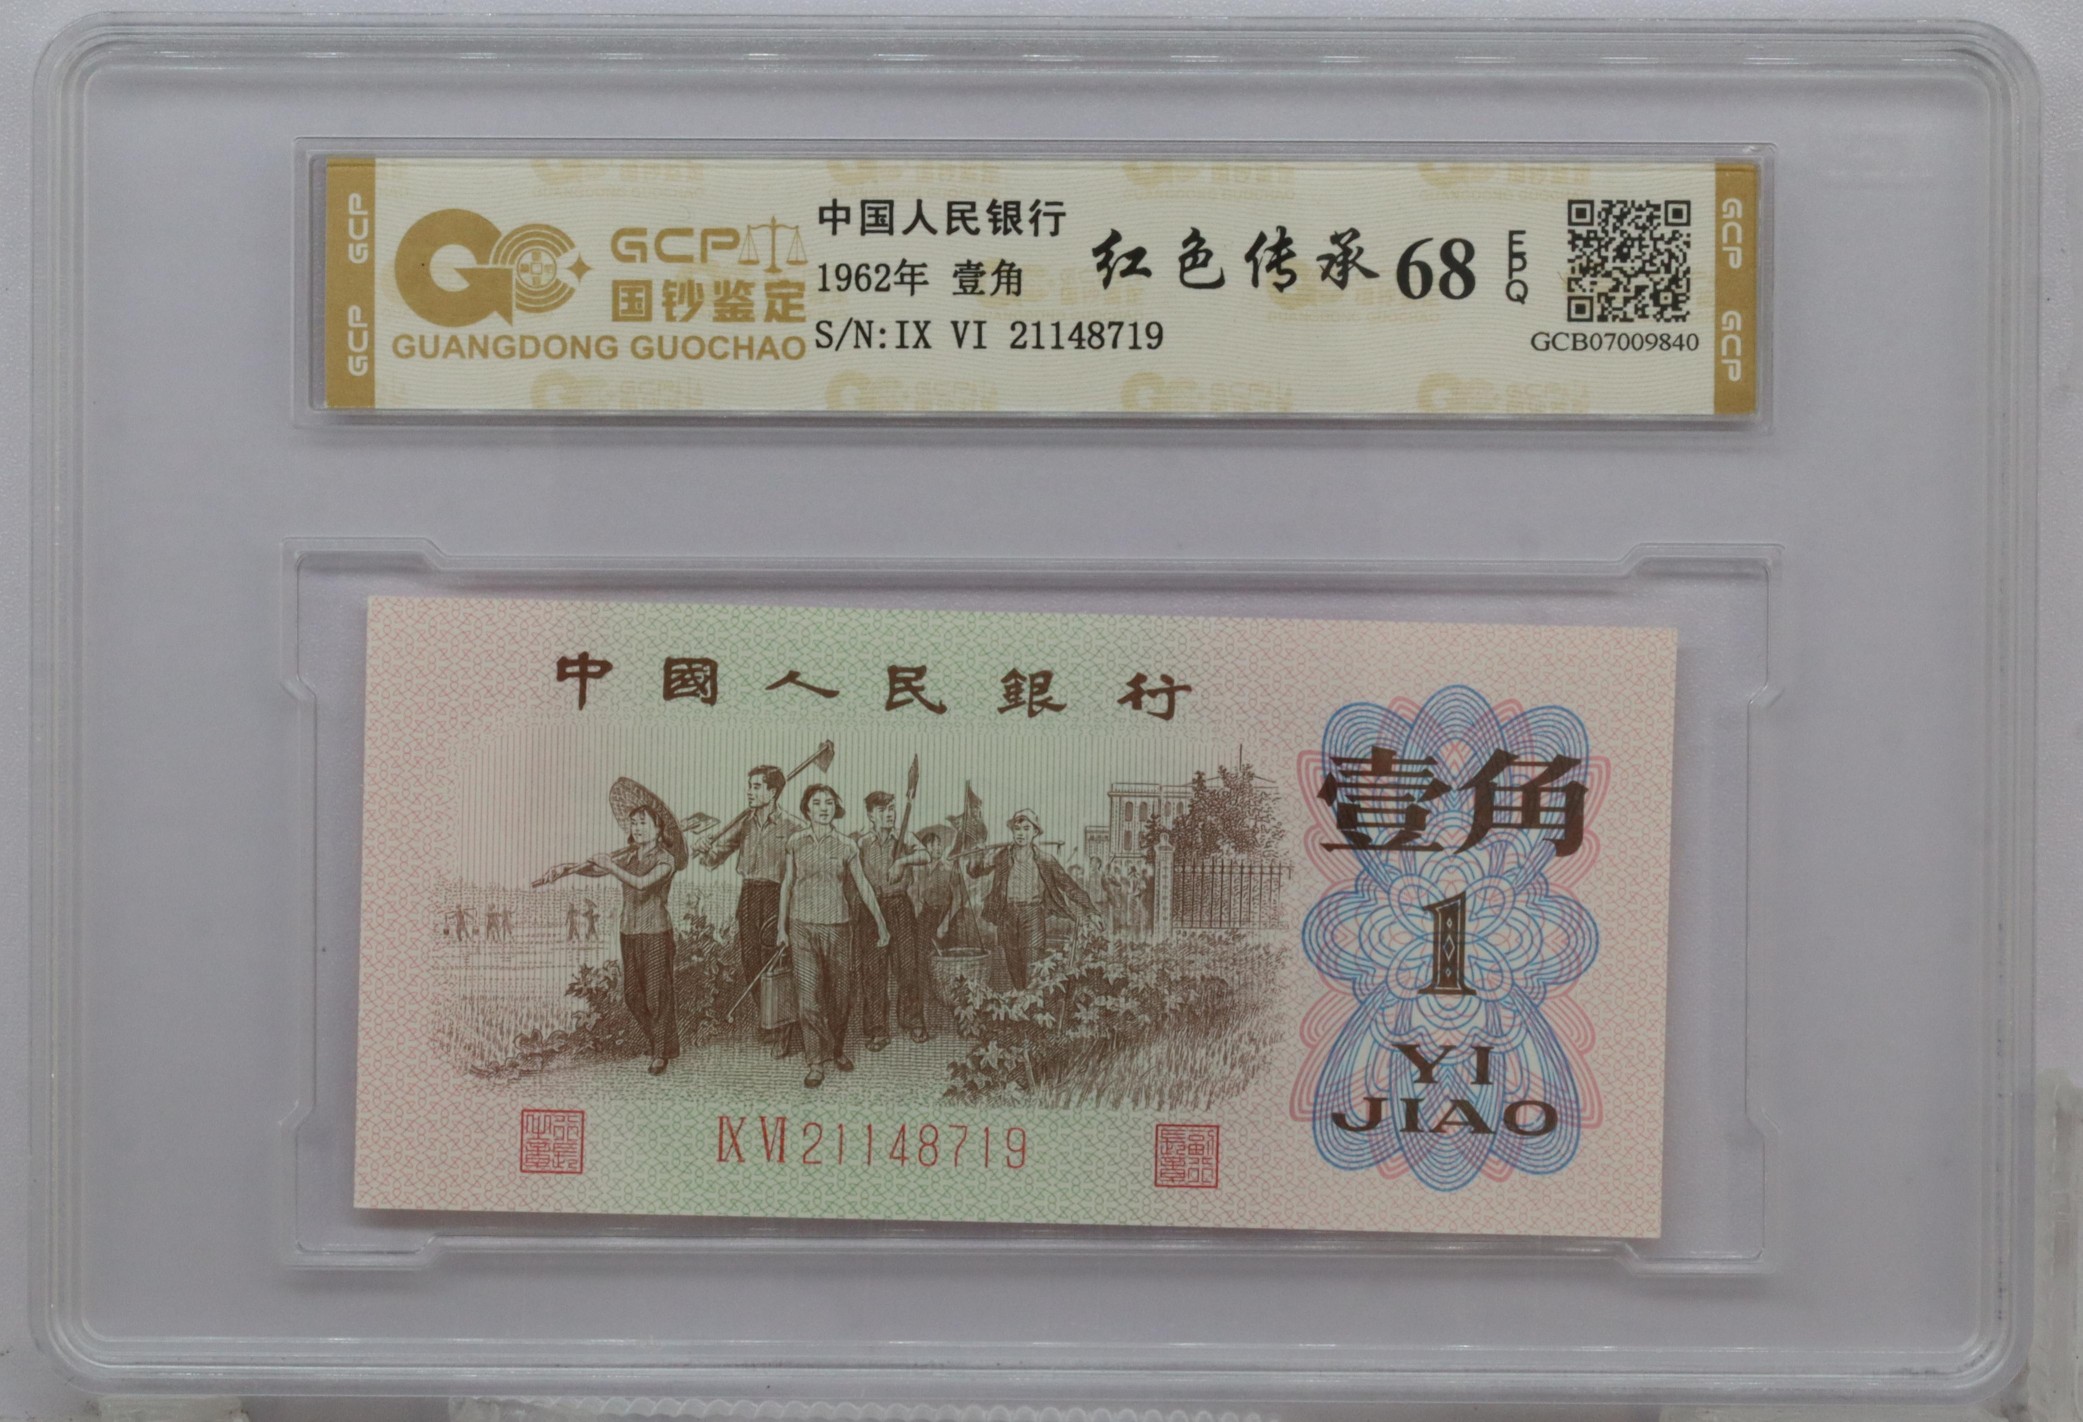 GCP
GCP
GCP
国钞鉴定
GUANGDONG GUOCHAO
中国人民银行
1962年 壹角
S/N:IX VI 21148719
红色传承 68
EPQ
GCB07009840
GCP
GCP
中國人民銀行
壹角
1
YI
JIAO
IX VI 21148719